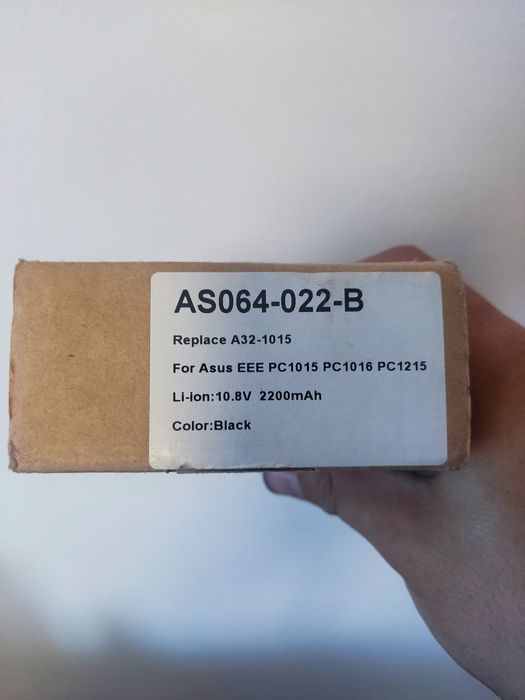 AS064-022-B
Replace A32-1015
For Asus EEE PC1015 PC1016 PC1215
Li-ion:10.8V 2200mAh
Color:Black